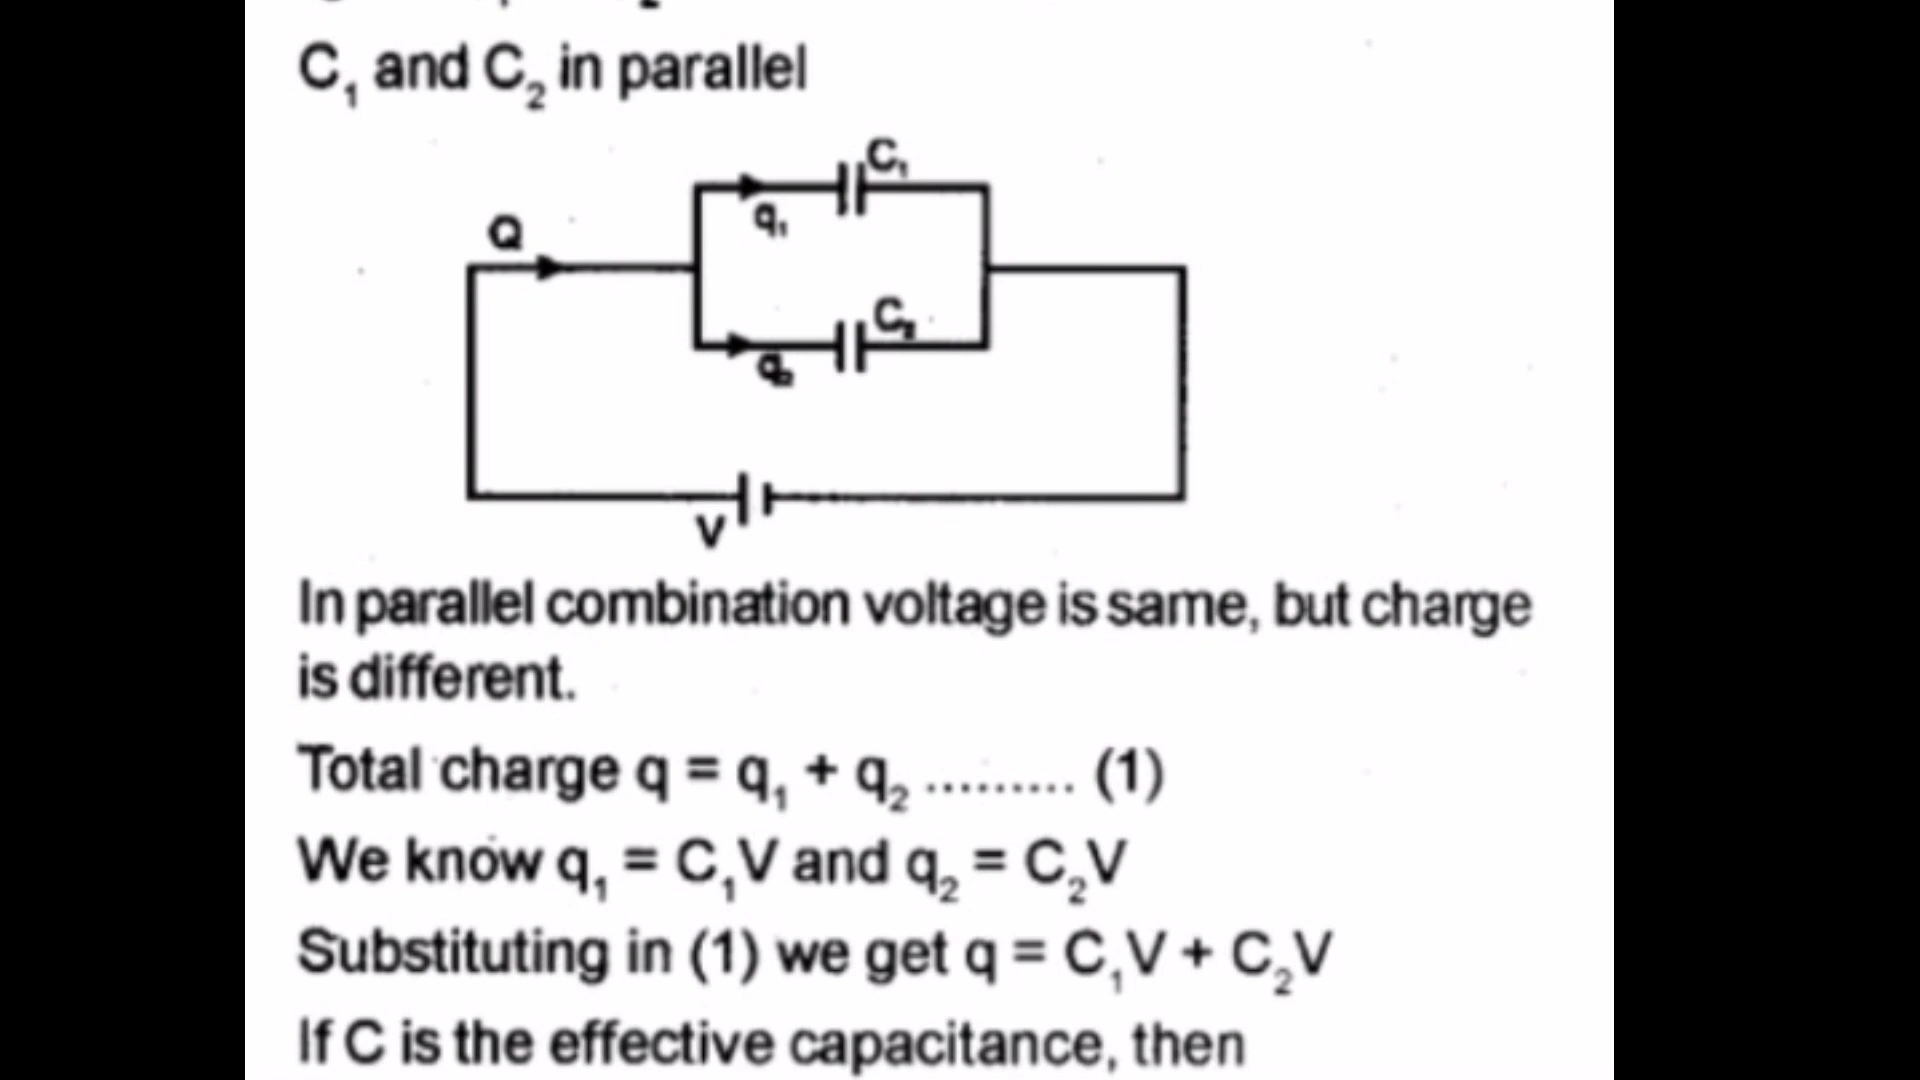 C₁ and C₂ in parallel
C₁
q₁
Q
C₂
q₂
V
In parallel combination voltage is same, but charge
is different.
Total charge q = q₁ + q₂ ......... (1)
We know q₁ = C₁V and q₂ = C₂V
Substituting in (1) we get q = C₁V + C₂V
If C is the effective capacitance, then